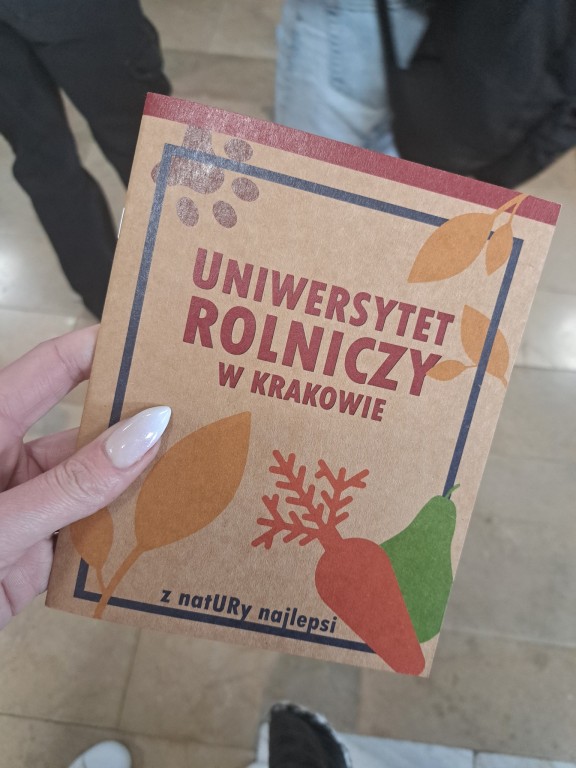 UNIWERSYTET
ROLNICZY
W KRAKOWIE
z natURy najlepsi